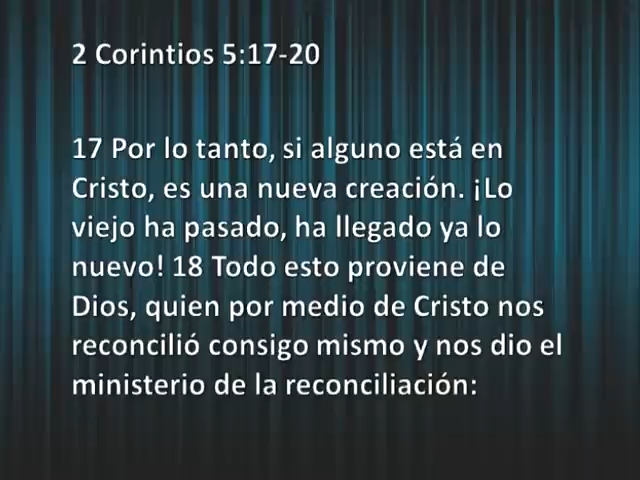 2 Corintios 5:17-20
17 Por lo tanto, si alguno está en
Cristo, es una nueva creación. ¡Lo
viejo ha pasado, ha llegado ya lo
nuevo! 18 Todo esto proviene de
Dios, quien por medio de Cristo nos
reconcilió consigo mismo y nos dio el
ministerio de la reconciliación: